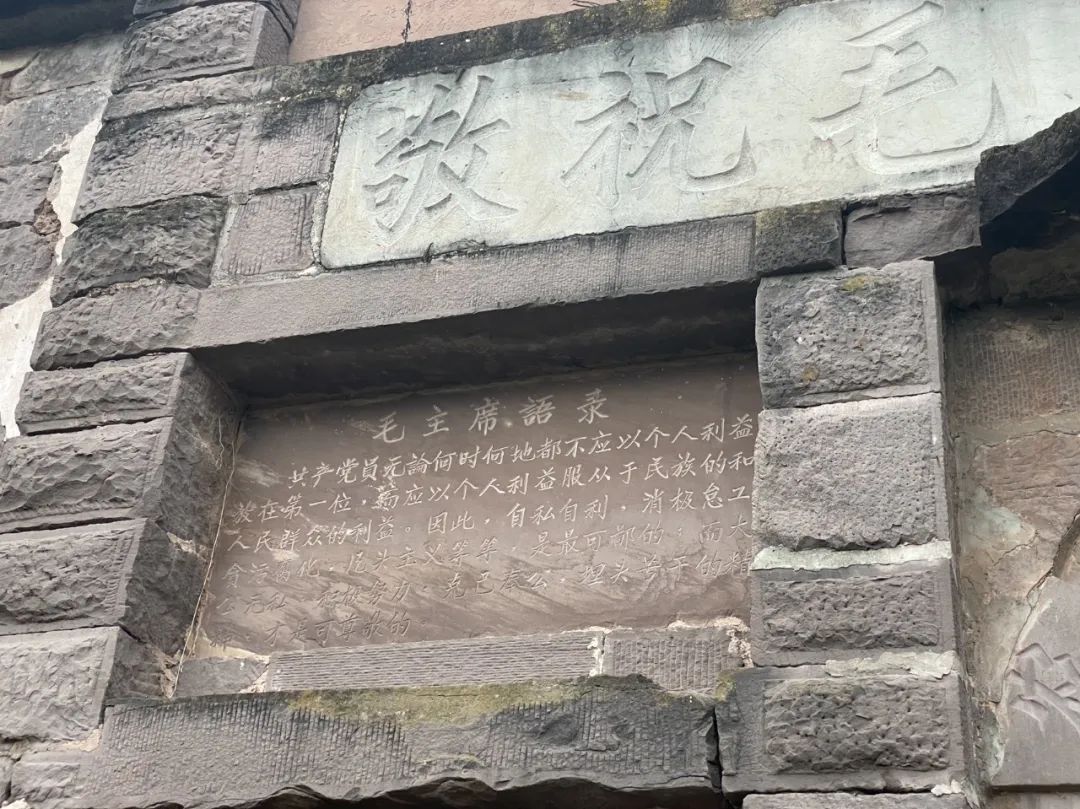 敬祝毛
毛主席語录
共产党員无論何时何地都不应以个人利益
放在第一位，而应以个人利益服从于民族的和
人民群众的利益。因此，自私自利，消极怠工
污腐化，风头主义等等，是最可鄙的；而大
公无私，积极努力，克己奉公，埋头苦干的精
，才是可尊敬的。